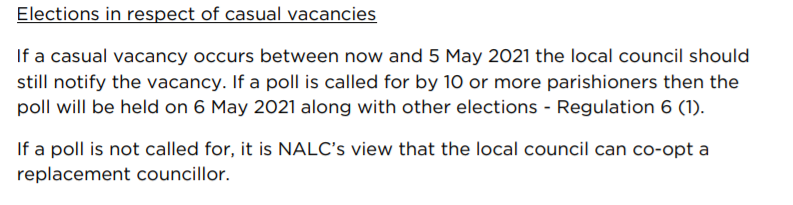 Elections in respect of casual vacancies
If a casual vacancy occurs between now and 5 May 2021 the local council should
still notify the vacancy. If a poll is called for by 10 or more parishioners then the
poll will be held on 6 May 2021 along with other elections - Regulation 6 (1).
If a poll is not called for, it is NALC’s view that the local council can co-opt a
replacement councillor.